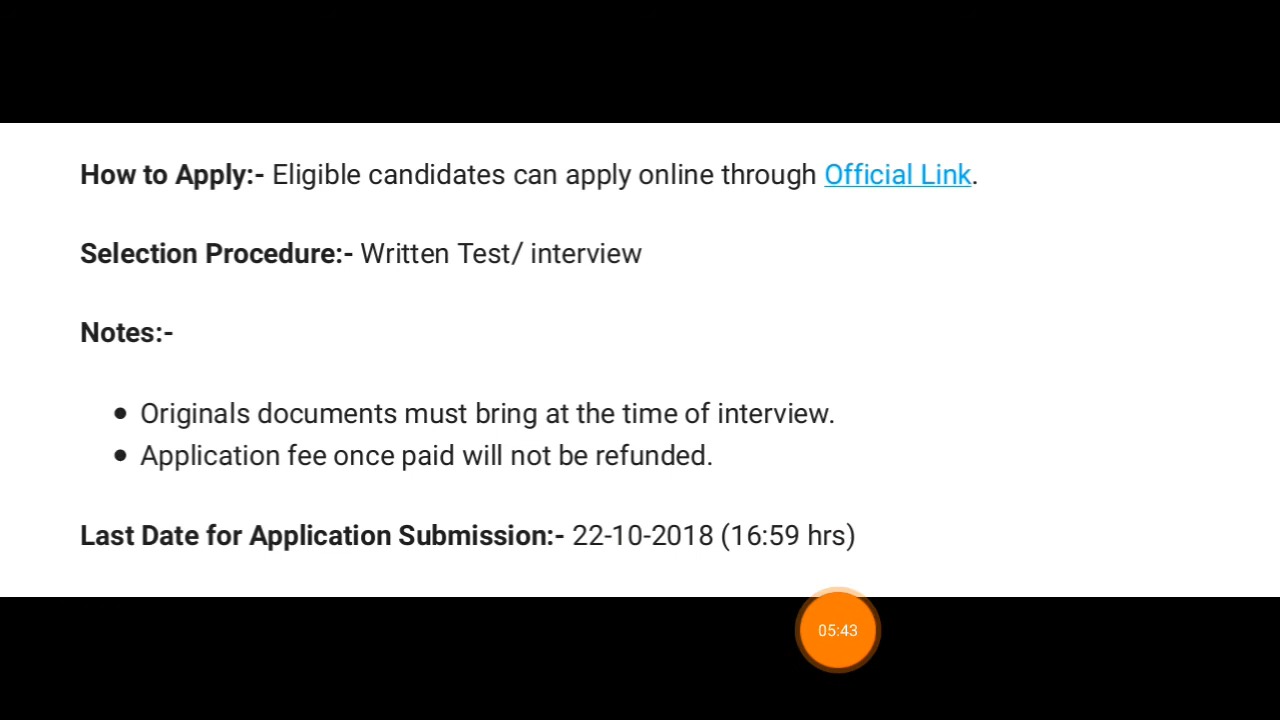 How to Apply:- Eligible candidates can apply online through Official Link.
Selection Procedure:- Written Test/ interview
Notes:-
• Originals documents must bring at the time of interview.
• Application fee once paid will not be refunded.
Last Date for Application Submission:- 22-10-2018 (16:59 hrs)
05:43